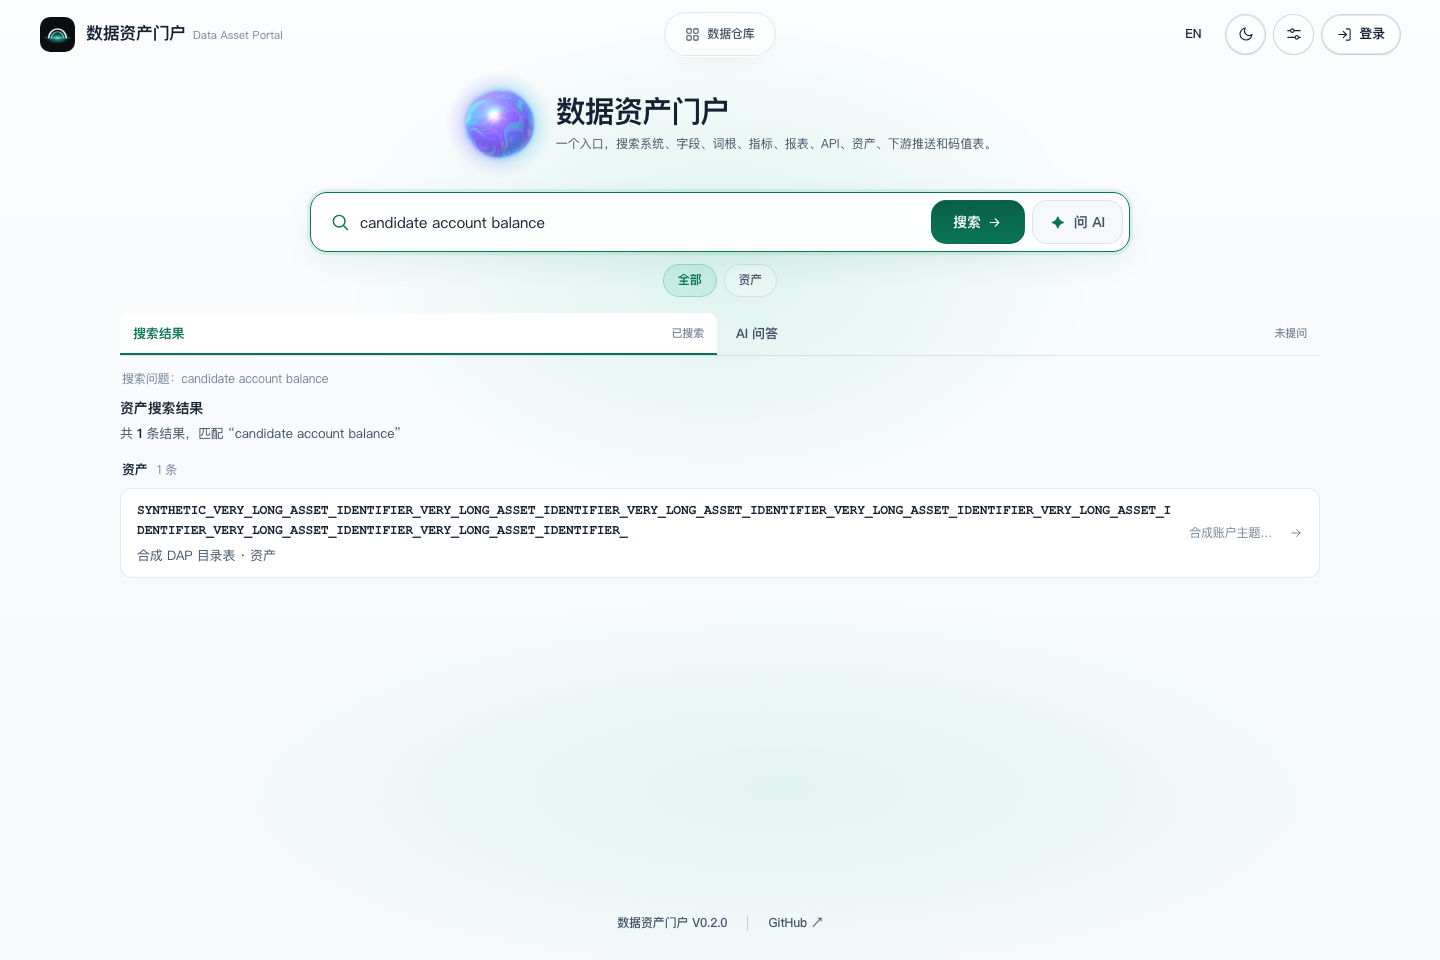 数据资产门户 Data Asset Portal
数据仓库
EN
登录
数据资产门户
一个入口，搜索系统、字段、词根、指标、报表、API、资产、下游推送和码值表。
candidate account balance
搜索 →
问 AI
全部
资产
搜索结果
已搜索
AI 问答
未提问
搜索问题：candidate account balance
资产搜索结果
共 1 条结果，匹配 “candidate account balance”
资产 1 条
SYNTHETIC_VERY_LONG_ASSET_IDENTIFIER_VERY_LONG_ASSET_IDENTIFIER_VERY_LONG_ASSET_IDENTIFIER_VERY_LONG_ASSET_IDENTIFIER_VERY_LONG_ASSET_I
DENTIFIER_VERY_LONG_ASSET_IDENTIFIER_VERY_LONG_ASSET_IDENTIFIER_
合成账户主题... →
合成 DAP 目录表 · 资产
数据资产门户 V0.2.0
GitHub ↗